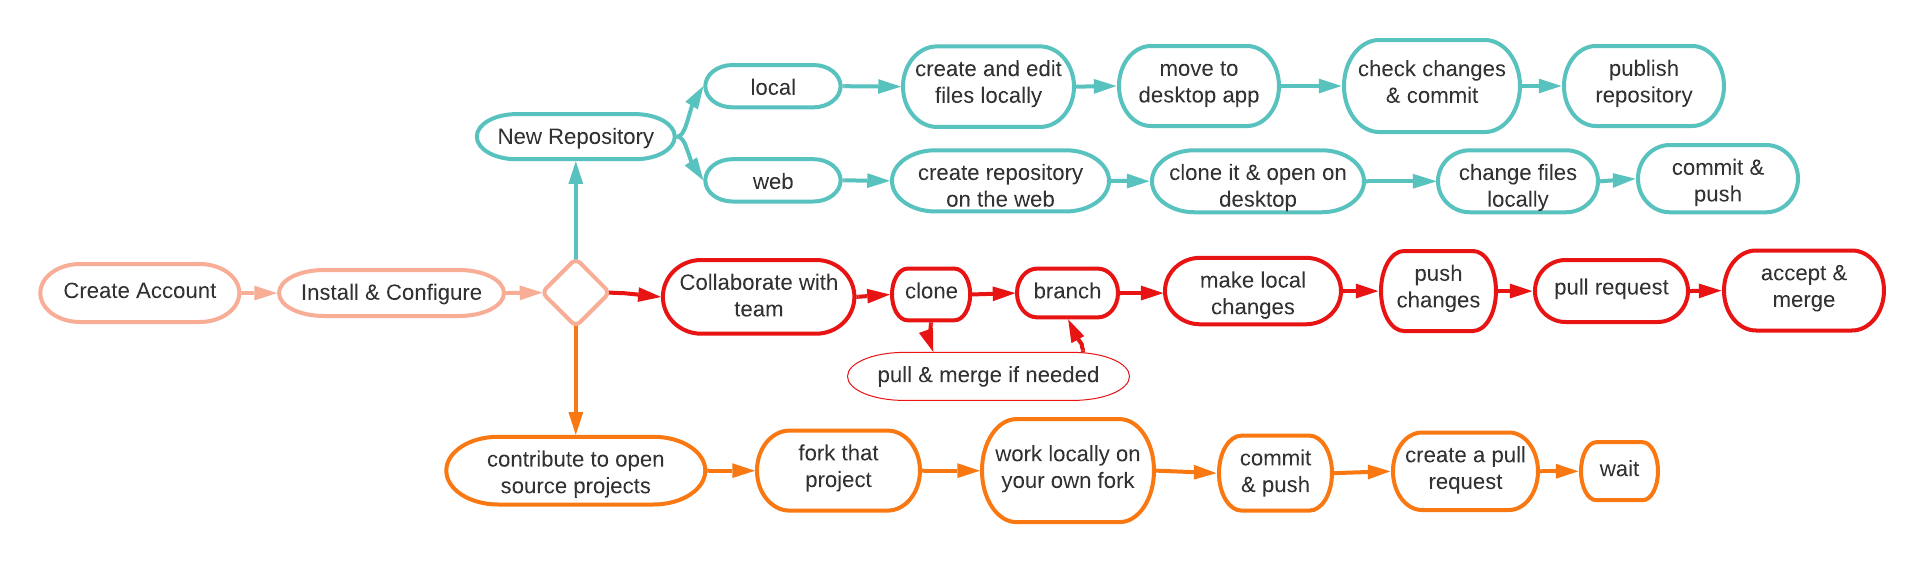 local
create and edit
files locally
move to
desktop app
check changes
& commit
publish
repository
New Repository
web
create repository
on the web
clone it & open on
desktop
change files
locally
commit &
push
Create Account
Install & Configure
Collaborate with
team
clone
branch
make local
changes
push
changes
pull request
accept &
merge
pull & merge if needed
contribute to open
source projects
fork that
project
work locally on
your own fork
commit
& push
create a pull
request
wait